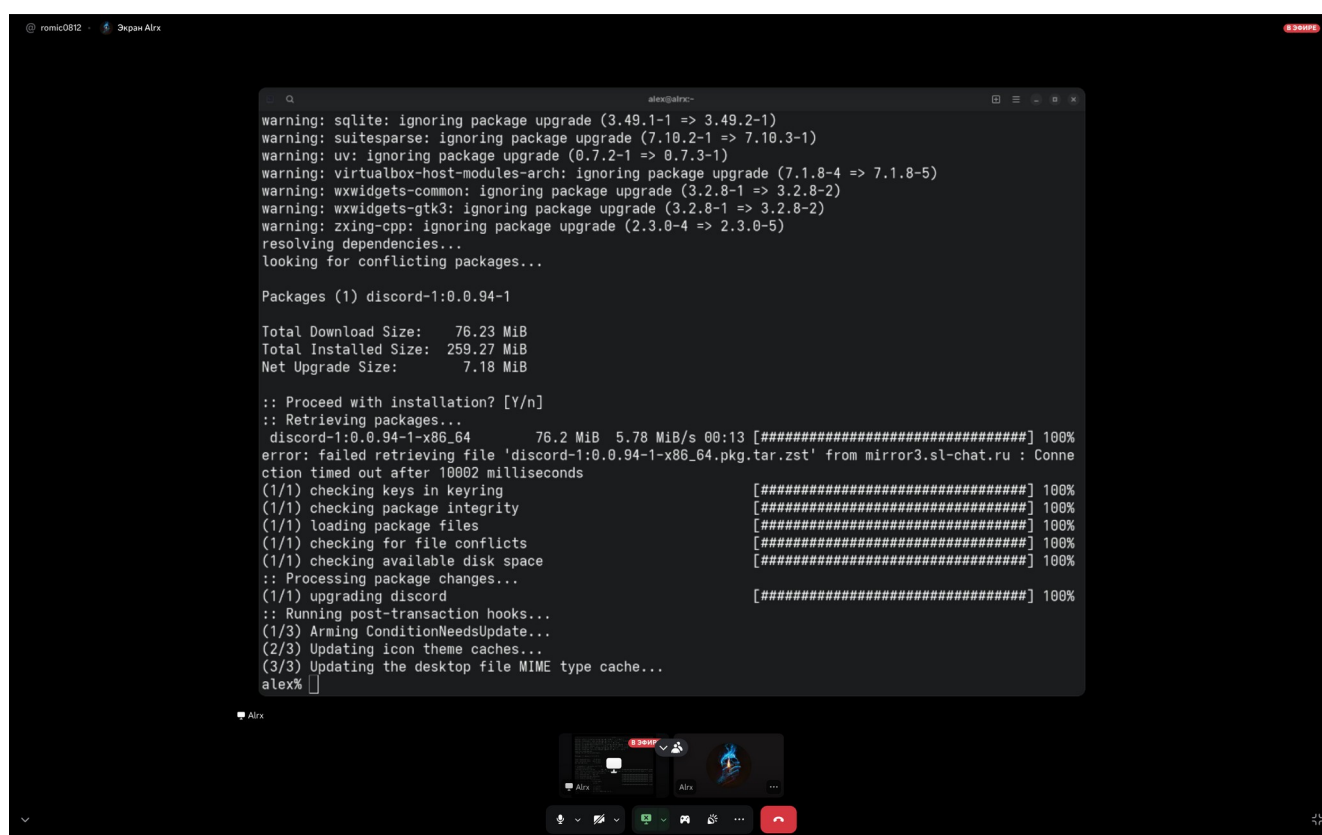 @ romic0812 Экран Alrx
В ЭФИРЕ
alex@alrx:~
warning: sqlite: ignoring package upgrade (3.49.1-1 => 3.49.2-1)
warning: suitesparse: ignoring package upgrade (7.10.2-1 => 7.10.3-1)
warning: uv: ignoring package upgrade (0.7.2-1 => 0.7.3-1)
warning: virtualbox-host-modules-arch: ignoring package upgrade (7.1.8-4 => 7.1.8-5)
warning: wxwidgets-common: ignoring package upgrade (3.2.8-1 => 3.2.8-2)
warning: wxwidgets-gtk3: ignoring package upgrade (3.2.8-1 => 3.2.8-2)
warning: zxing-cpp: ignoring package upgrade (2.3.0-4 => 2.3.0-5)
resolving dependencies...
looking for conflicting packages...
Packages (1) discord-1:0.0.94-1
Total Download Size: 76.23 MiB
Total Installed Size: 259.27 MiB
Net Upgrade Size: 7.18 MiB
:: Proceed with installation? [Y/n]
:: Retrieving packages...
discord-1:0.0.94-1-x86_64 76.2 MiB 5.78 MiB/s 00:13 [#################################] 100%
error: failed retrieving file 'discord-1:0.0.94-1-x86_64.pkg.tar.zst' from mirror3.sl-chat.ru : Conne
ction timed out after 10002 milliseconds
(1/1) checking keys in keyring [#################################] 100%
(1/1) checking package integrity [#################################] 100%
(1/1) loading package files [#################################] 100%
(1/1) checking for file conflicts [#################################] 100%
(1/1) checking available disk space [#################################] 100%
:: Processing package changes...
(1/1) upgrading discord [#################################] 100%
:: Running post-transaction hooks...
(1/3) Arming ConditionNeedsUpdate...
(2/3) Updating icon theme caches...
(3/3) Updating the desktop file MIME type cache...
alex%
Alrx
В ЭФИРЕ
Alrx
Alrx